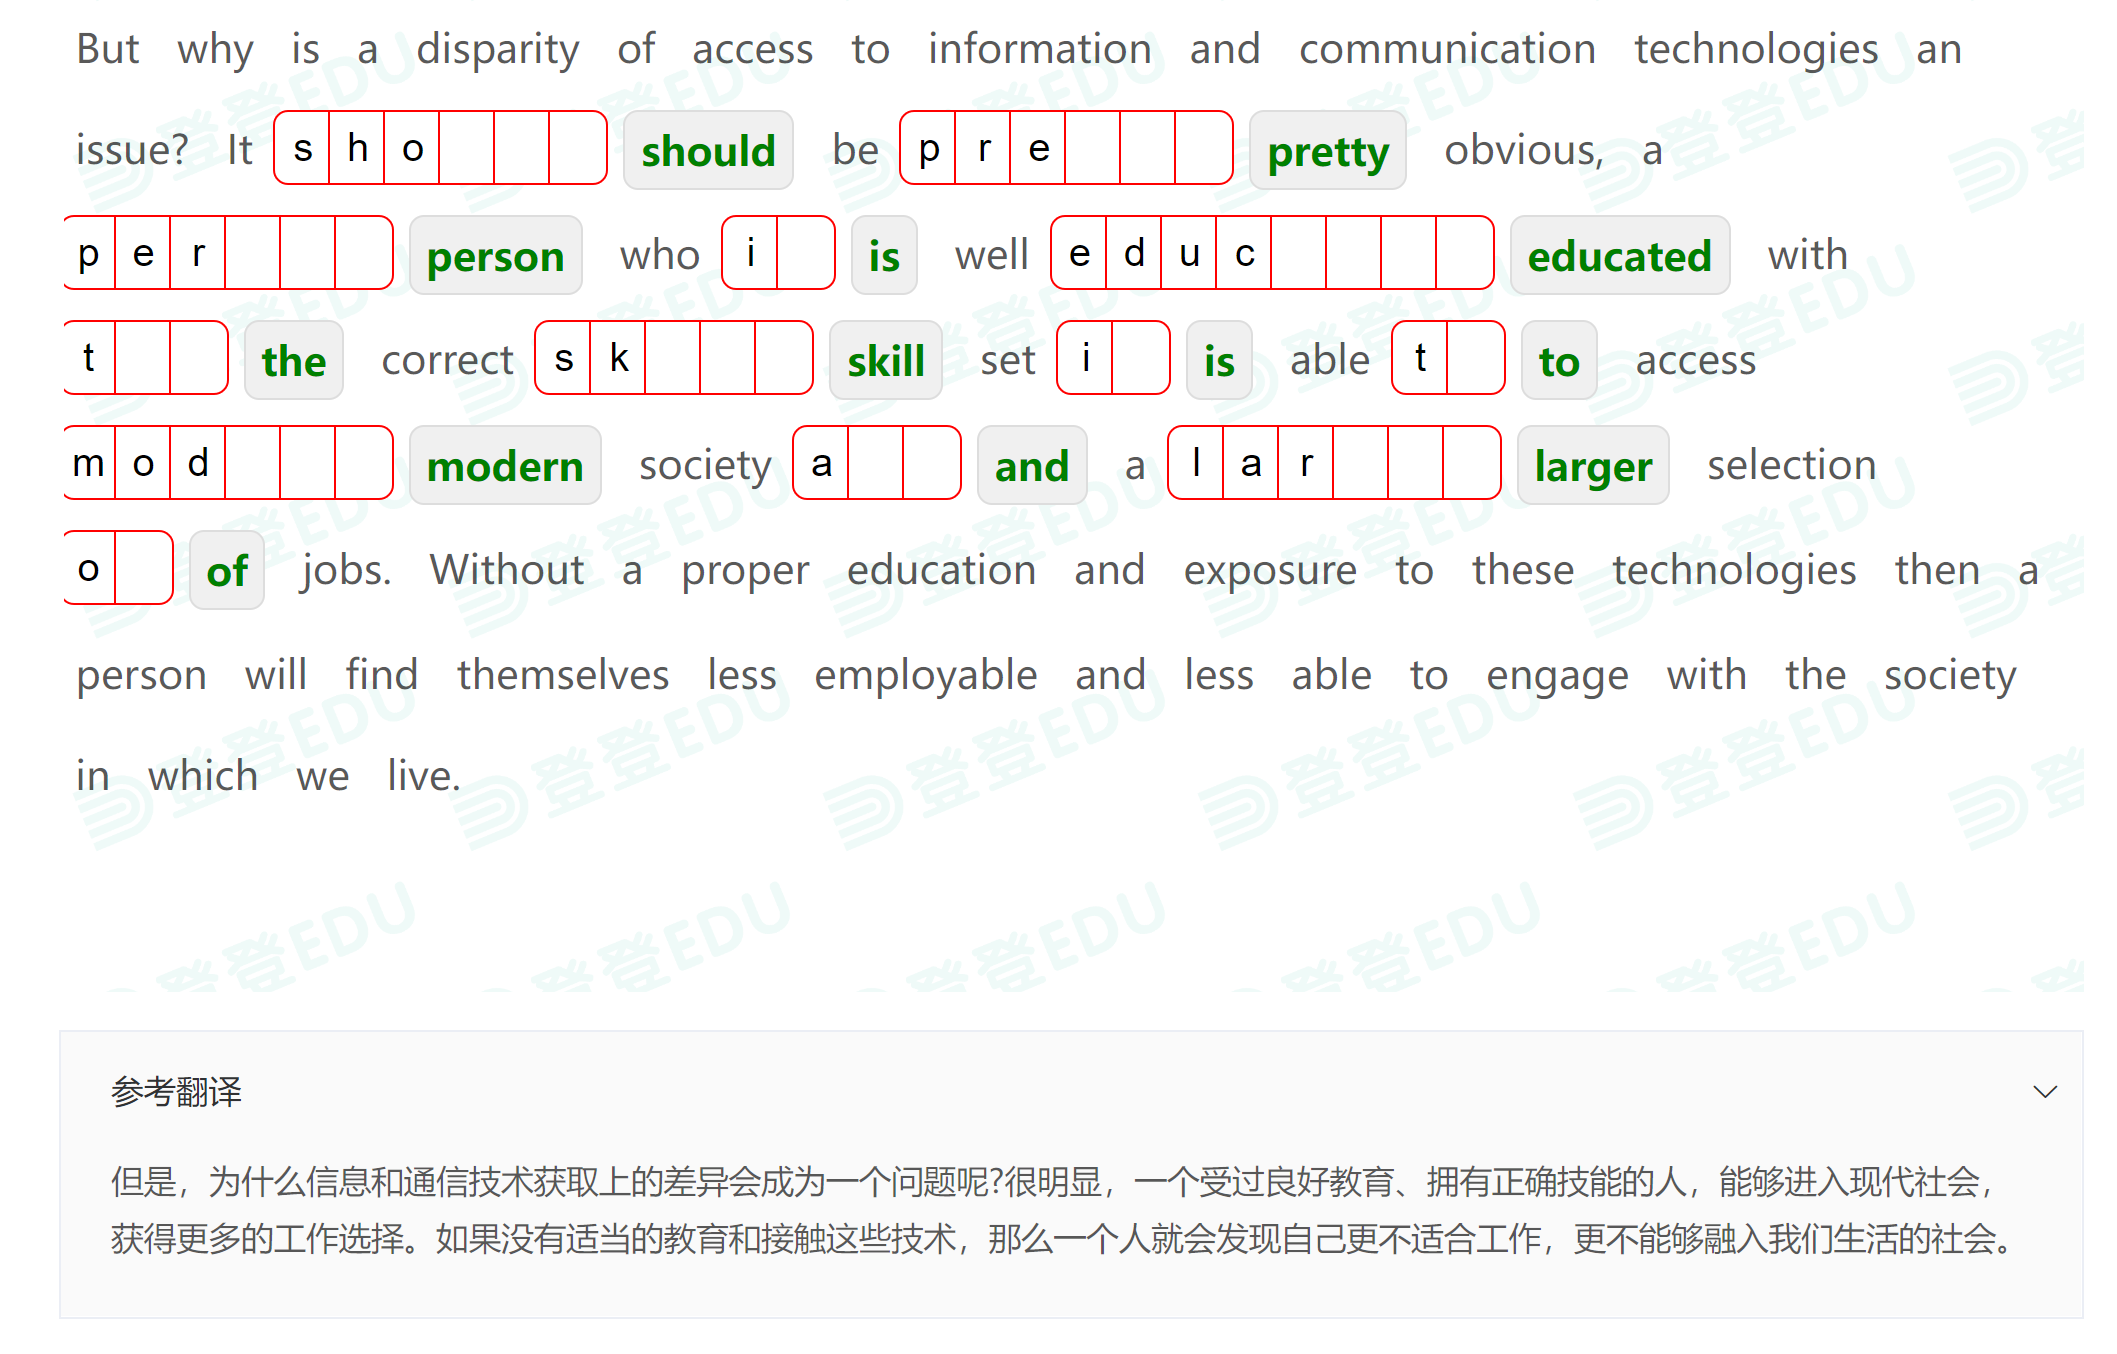 But why is a disparity of access to information and communication technologies an
issue? It sho should be pre pretty obvious, a
per person who i is well educ educated with
t the correct sk skill set i is able t to access
mod modern society a and a lar larger selection
o of jobs. Without a proper education and exposure to these technologies then a
person will find themselves less employable and less able to engage with the society
in which we live.
参考翻译
但是，为什么信息和通信技术获取上的差异会成为一个问题呢?很明显，一个受过良好教育、拥有正确技能的人，能够进入现代社会，
获得更多的工作选择。如果没有适当的教育和接触这些技术，那么一个人就会发现自己更不适合工作，更不能够融入我们生活的社会。